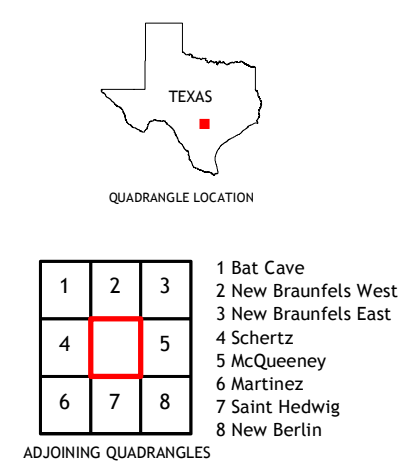 TEXAS
QUADRANGLE LOCATION
1 2 3
4 5
6 7 8
ADJOINING QUADRANGLES
1 Bat Cave
2 New Braunfels West
3 New Braunfels East
4 Schertz
5 McQueeney
6 Martinez
7 Saint Hedwig
8 New Berlin